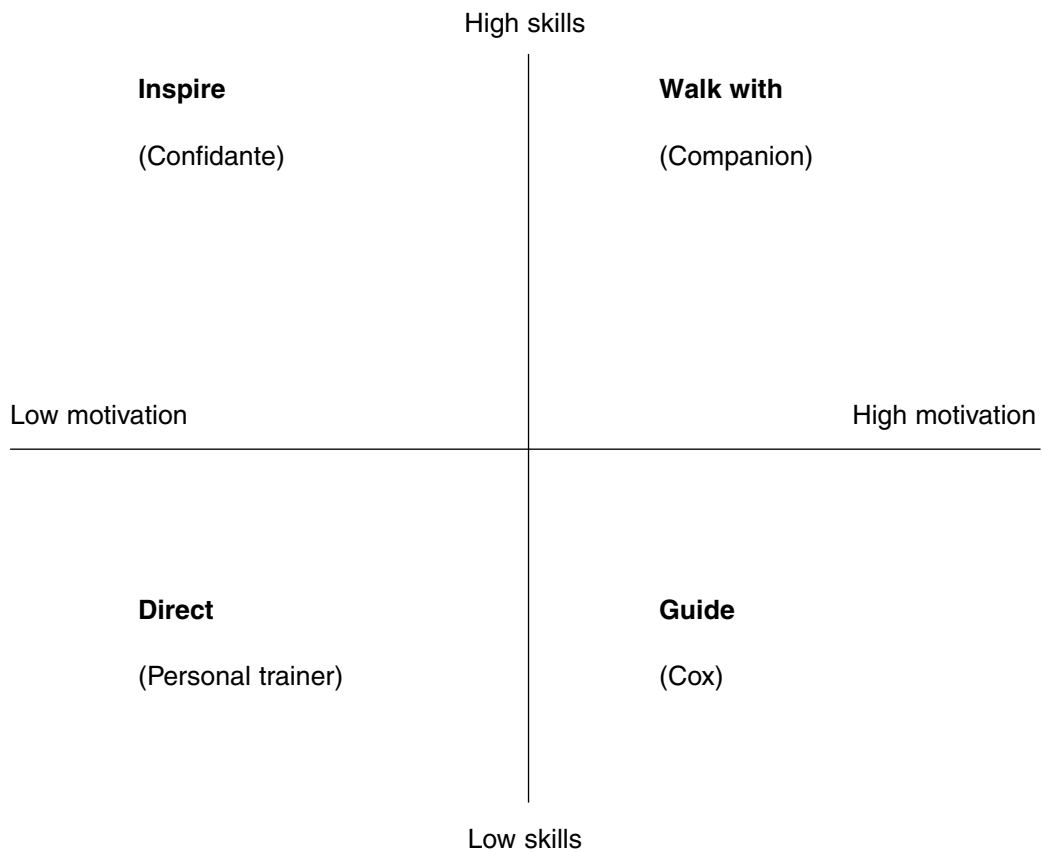 High skills
Inspire
Walk with
(Confidante)
(Companion)
Low motivation
High motivation
Direct
Guide
(Personal trainer)
(Cox)
Low skills